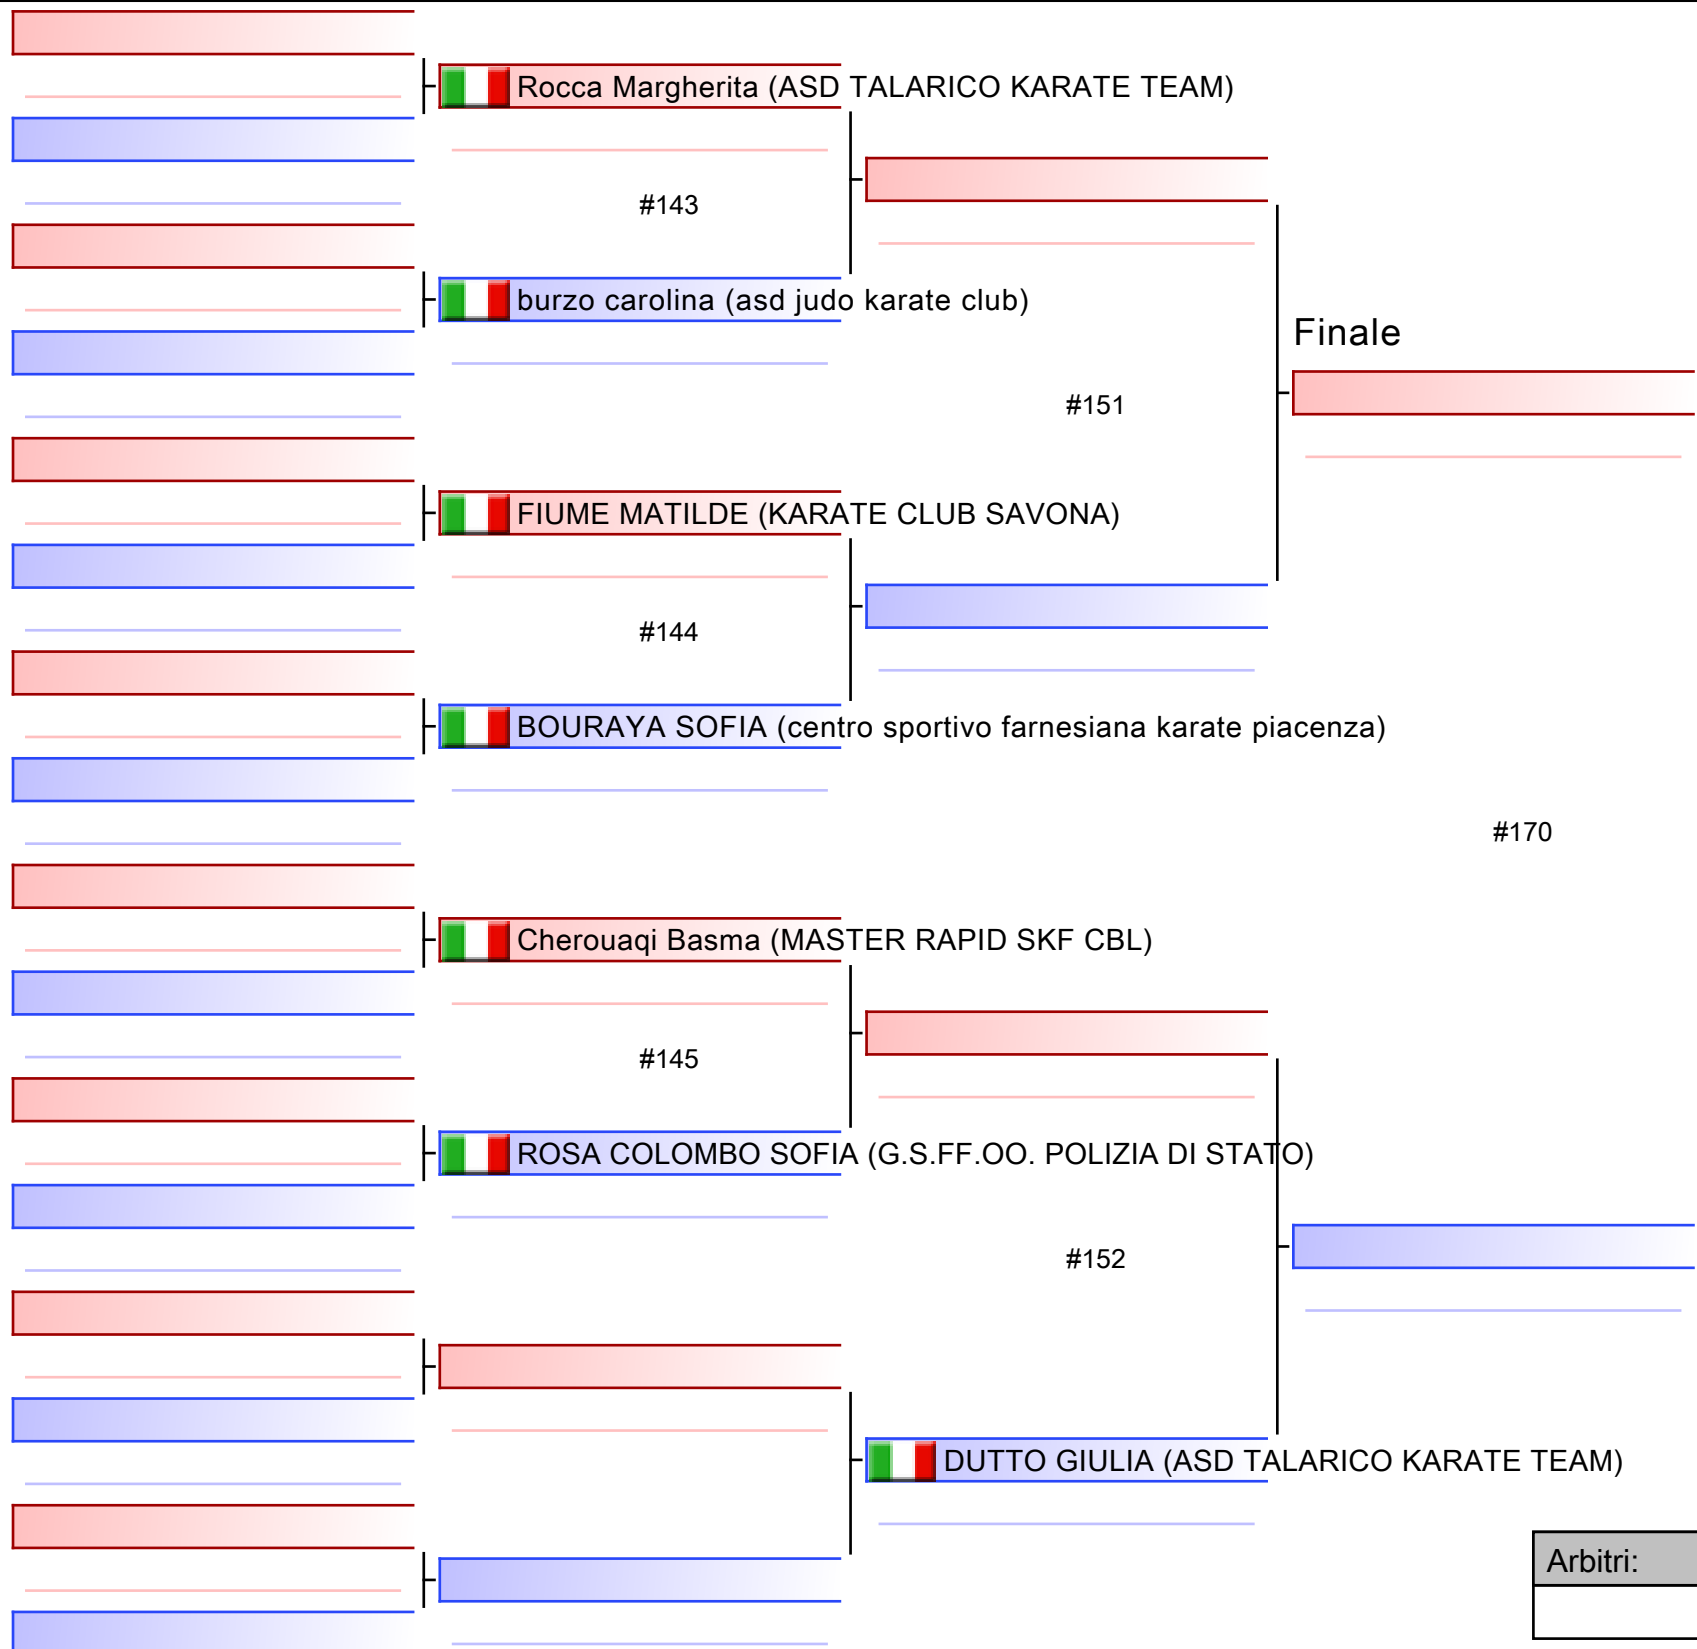 Rocca Margherita (ASD TALARICO KARATE TEAM)
#143
burzo carolina (asd judo karate club)
Finale
#151
FIUME MATILDE (KARATE CLUB SAVONA)
#144
BOURAYA SOFIA (centro sportivo farnesiana karate piacenza)
#170
Cherouaqi Basma (MASTER RAPID SKF CBL)
#145
ROSA COLOMBO SOFIA (G.S.FF.OO. POLIZIA DI STATO)
#152
DUTTO GIULIA (ASD TALARICO KARATE TEAM)
Arbitri: